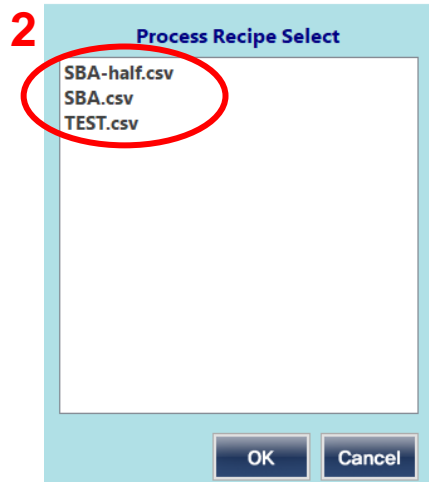 2
Process Recipe Select
SBA-half.csv
SBA.csv
TEST.csv
OK
Cancel